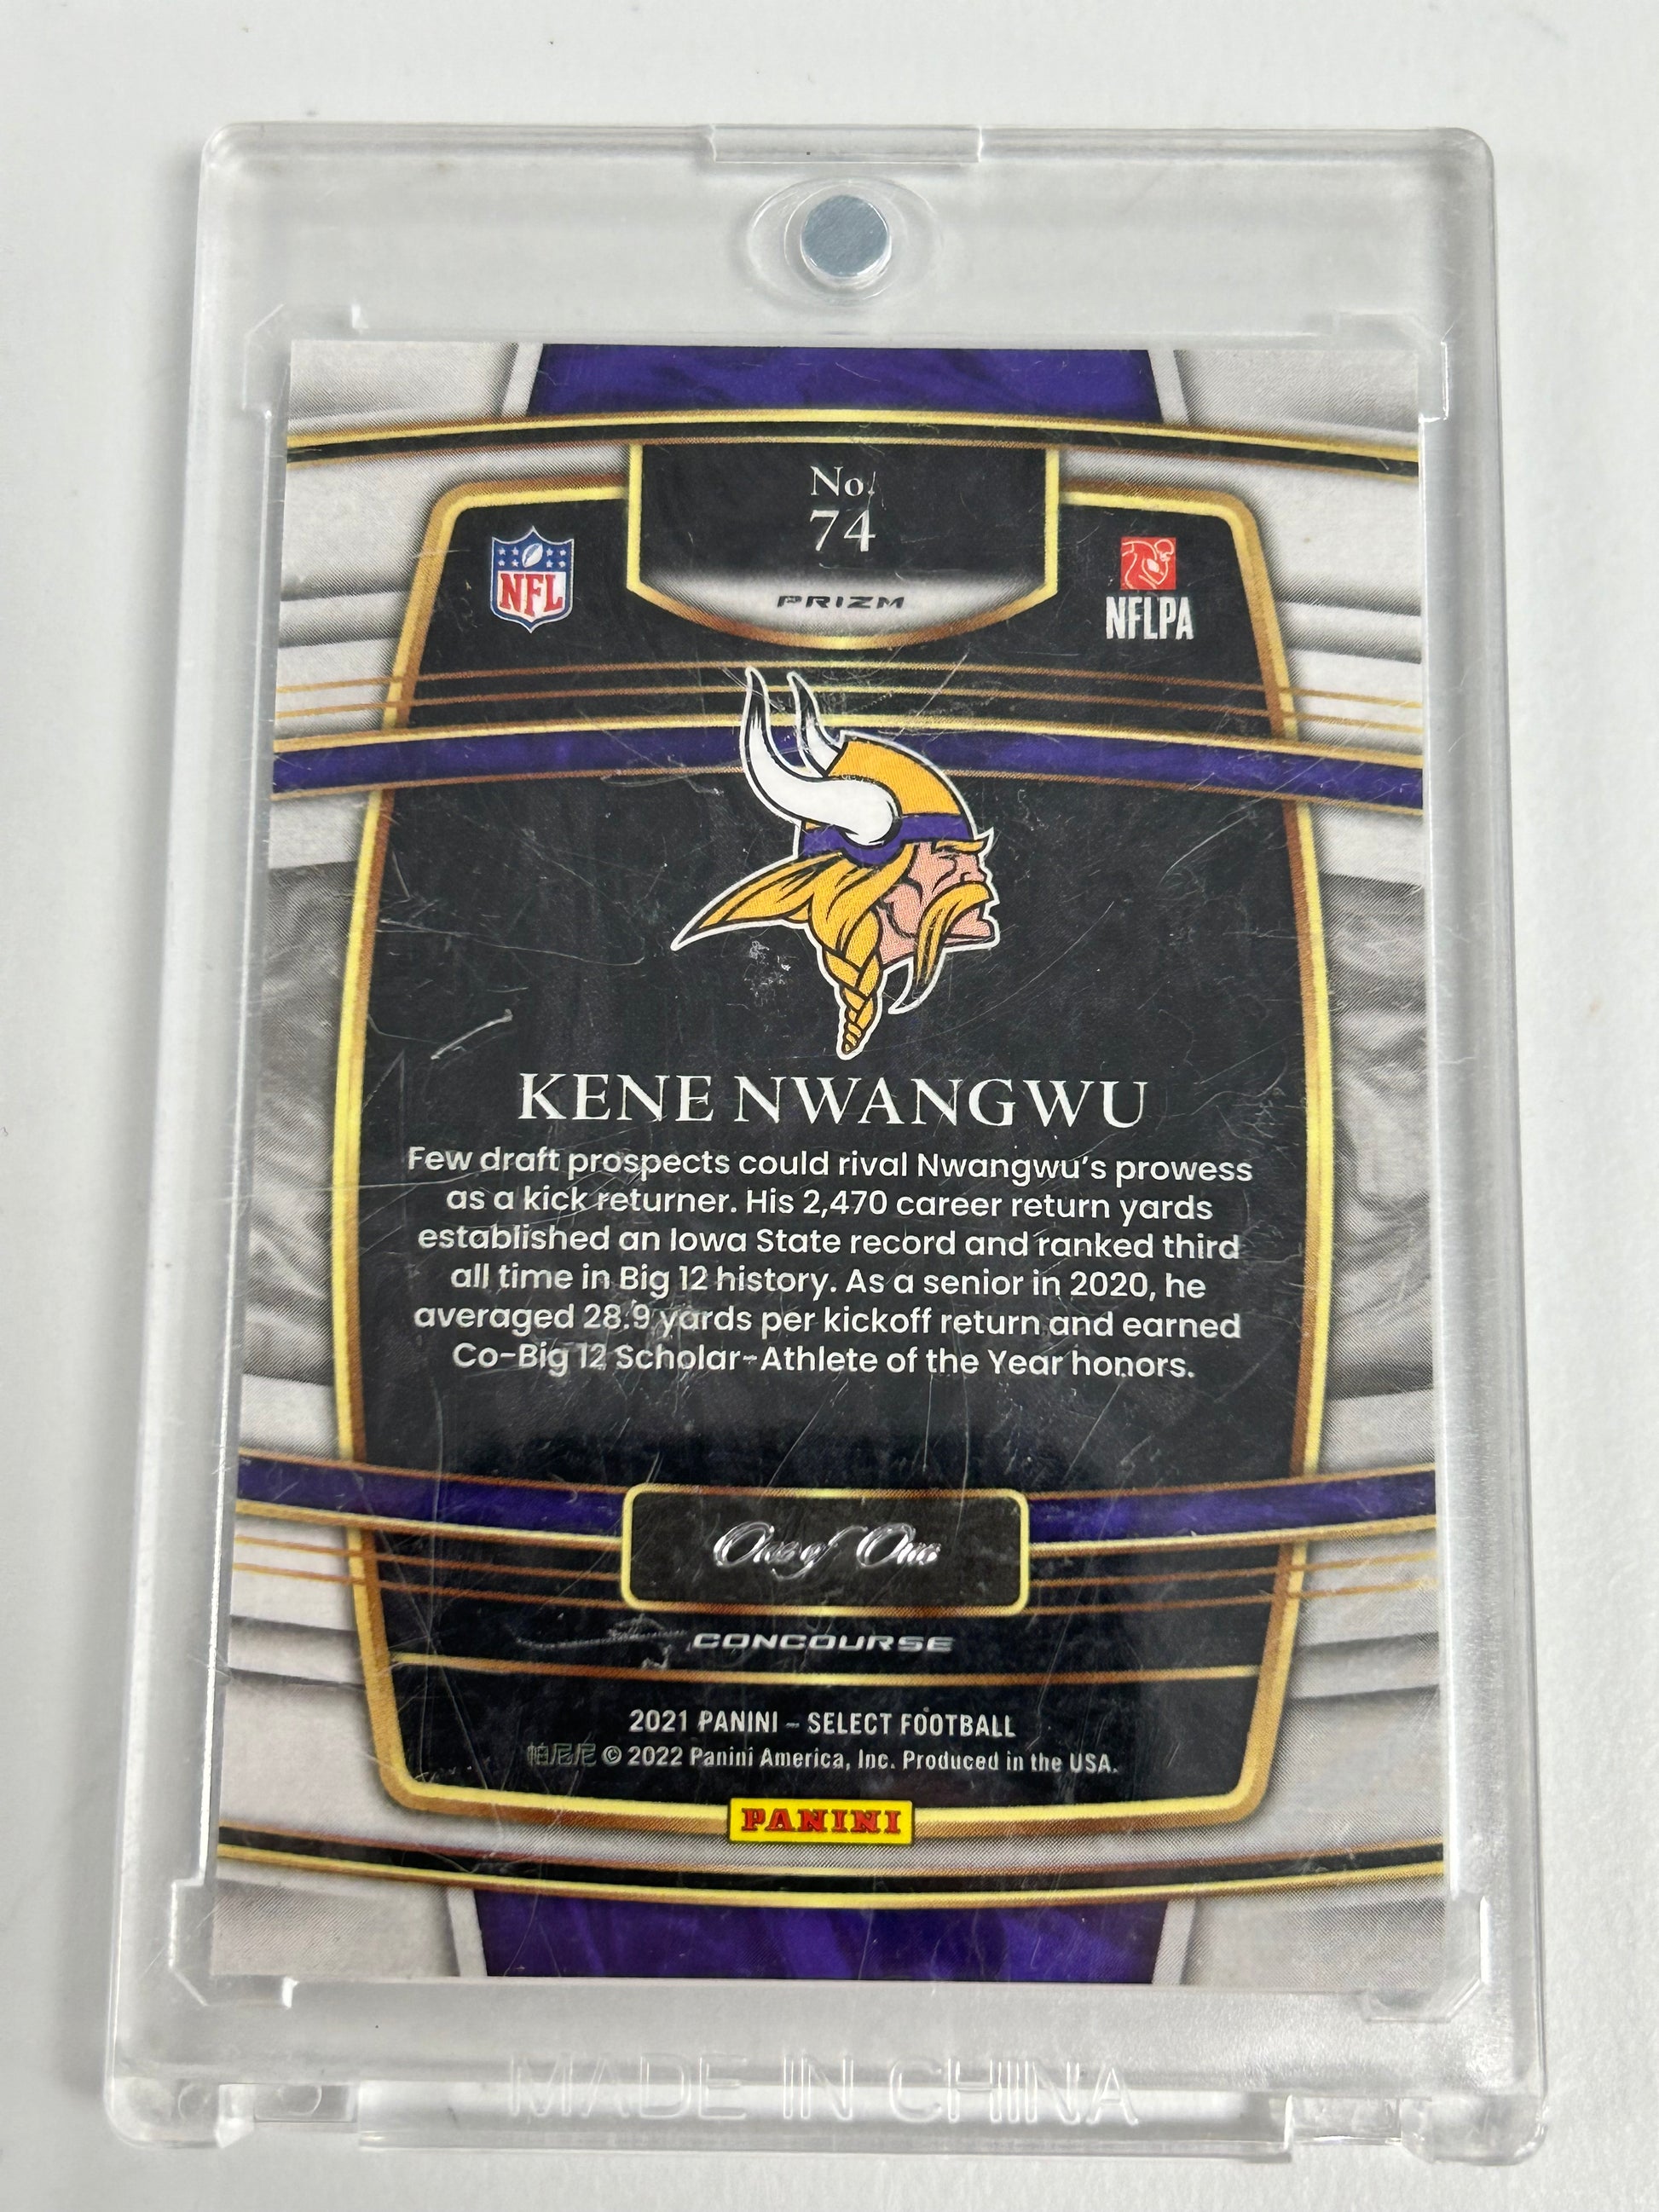 No.
74
PRIZM
NFL
NFLPA
KENE NWANGWU
Few draft prospects could rival Nwangwu's prowess
as a kick returner. His 2,470 career return yards
established an Iowa State record and ranked third
all time in Big 12 history. As a senior in 2020, he
averaged 28.9 yards per kickoff return and earned
Co-Big 12 Scholar-Athlete of the Year honors.
One of One
CONCOURSE
2021 PANINI – SELECT FOOTBALL
帕尼尼 © 2022 Panini America, Inc. Produced in the USA.
PANINI
MADE IN CHINA